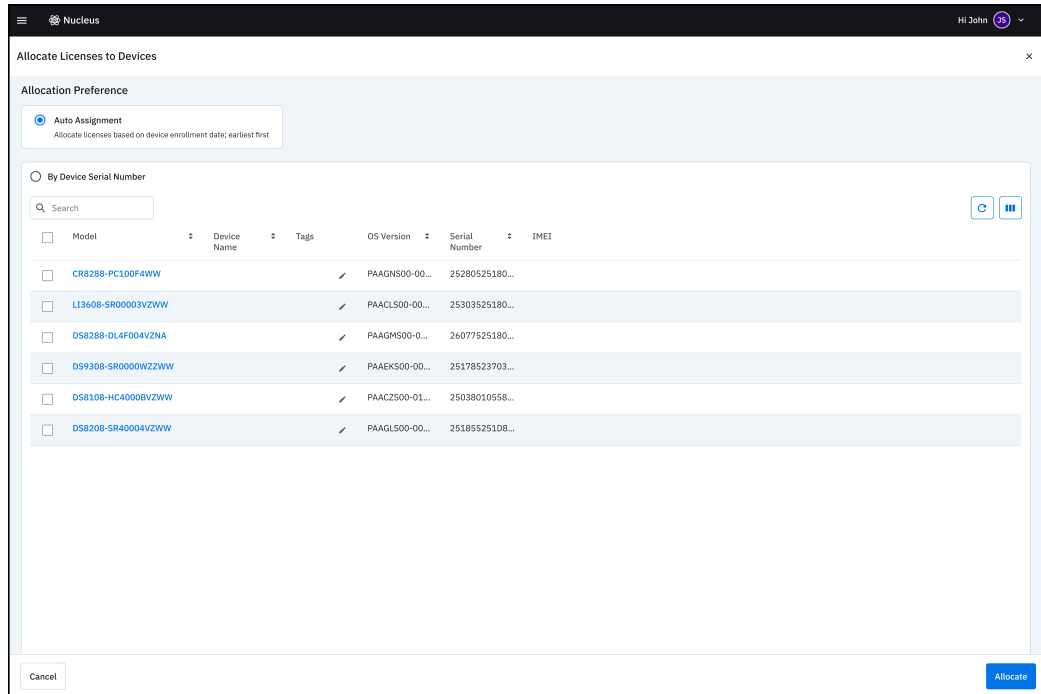 Nucleus
Hi John JS
Allocate Licenses to Devices
Allocation Preference
Auto Assignment
Allocate licenses based on device enrollment date; earliest first
By Device Serial Number
Search
Model Device Name Tags OS Version Serial Number IMEI
CR8288-PC100F4WW PAAGNS00-00... 25280525180...
LI3608-SR00003VZWW PAACLS00-00... 25303525180...
DS8288-DL4F004VZNA PAAGMS00-0... 26077525180...
DS9308-SR0000WZZWW PAAEKS00-00... 25178523703...
DS8108-HC4000BVZWW PAACZS00-01... 25038010558...
DS8208-SR40004VZWW PAAGLS00-00... 251855251D8...
Cancel
Allocate